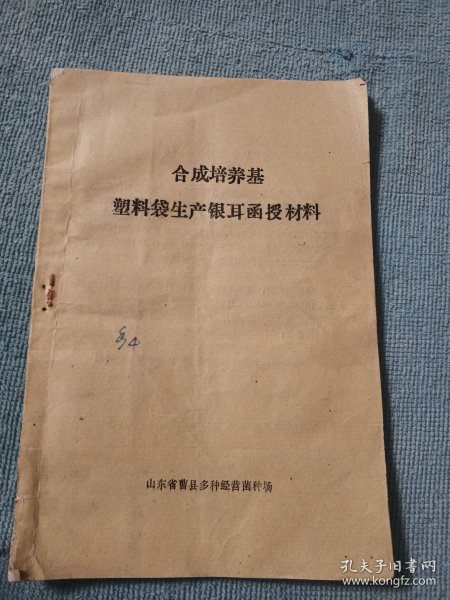 合成培养基
塑料袋生产银耳函授材料
山东省曹县多种经营菌种场
孔夫子旧书网
www.kongfz.com